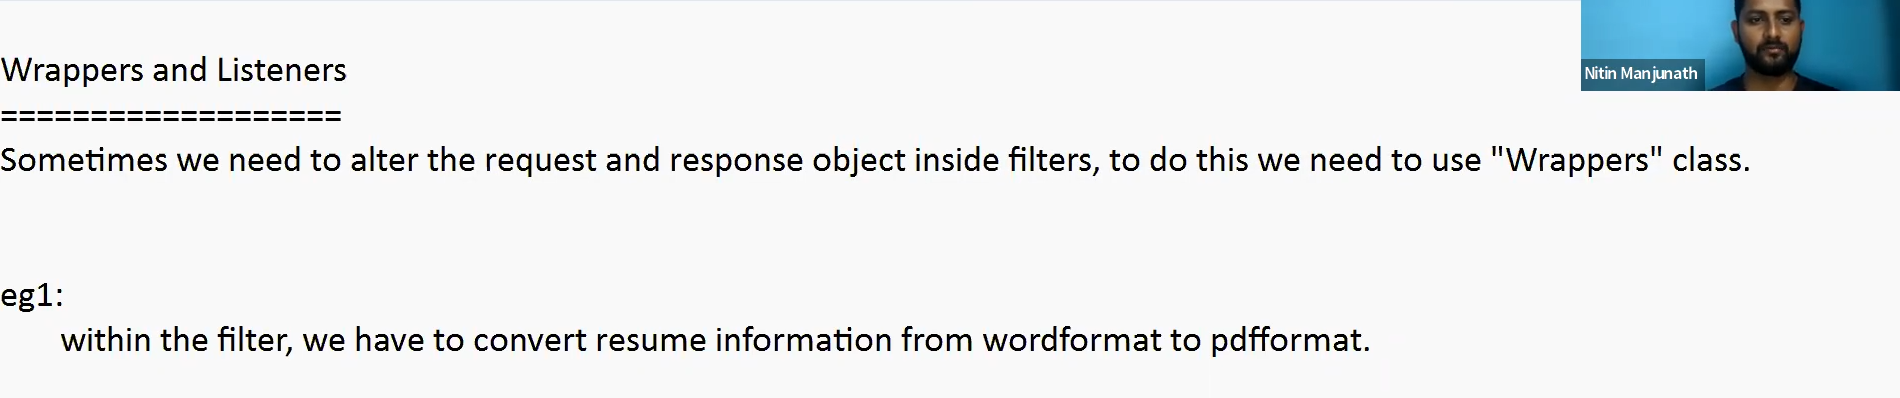 Nitin Manjunath
Wrappers and Listeners
===================
Sometimes we need to alter the request and response object inside filters, to do this we need to use "Wrappers" class.
eg1:
within the filter, we have to convert resume information from wordformat to pdfformat.